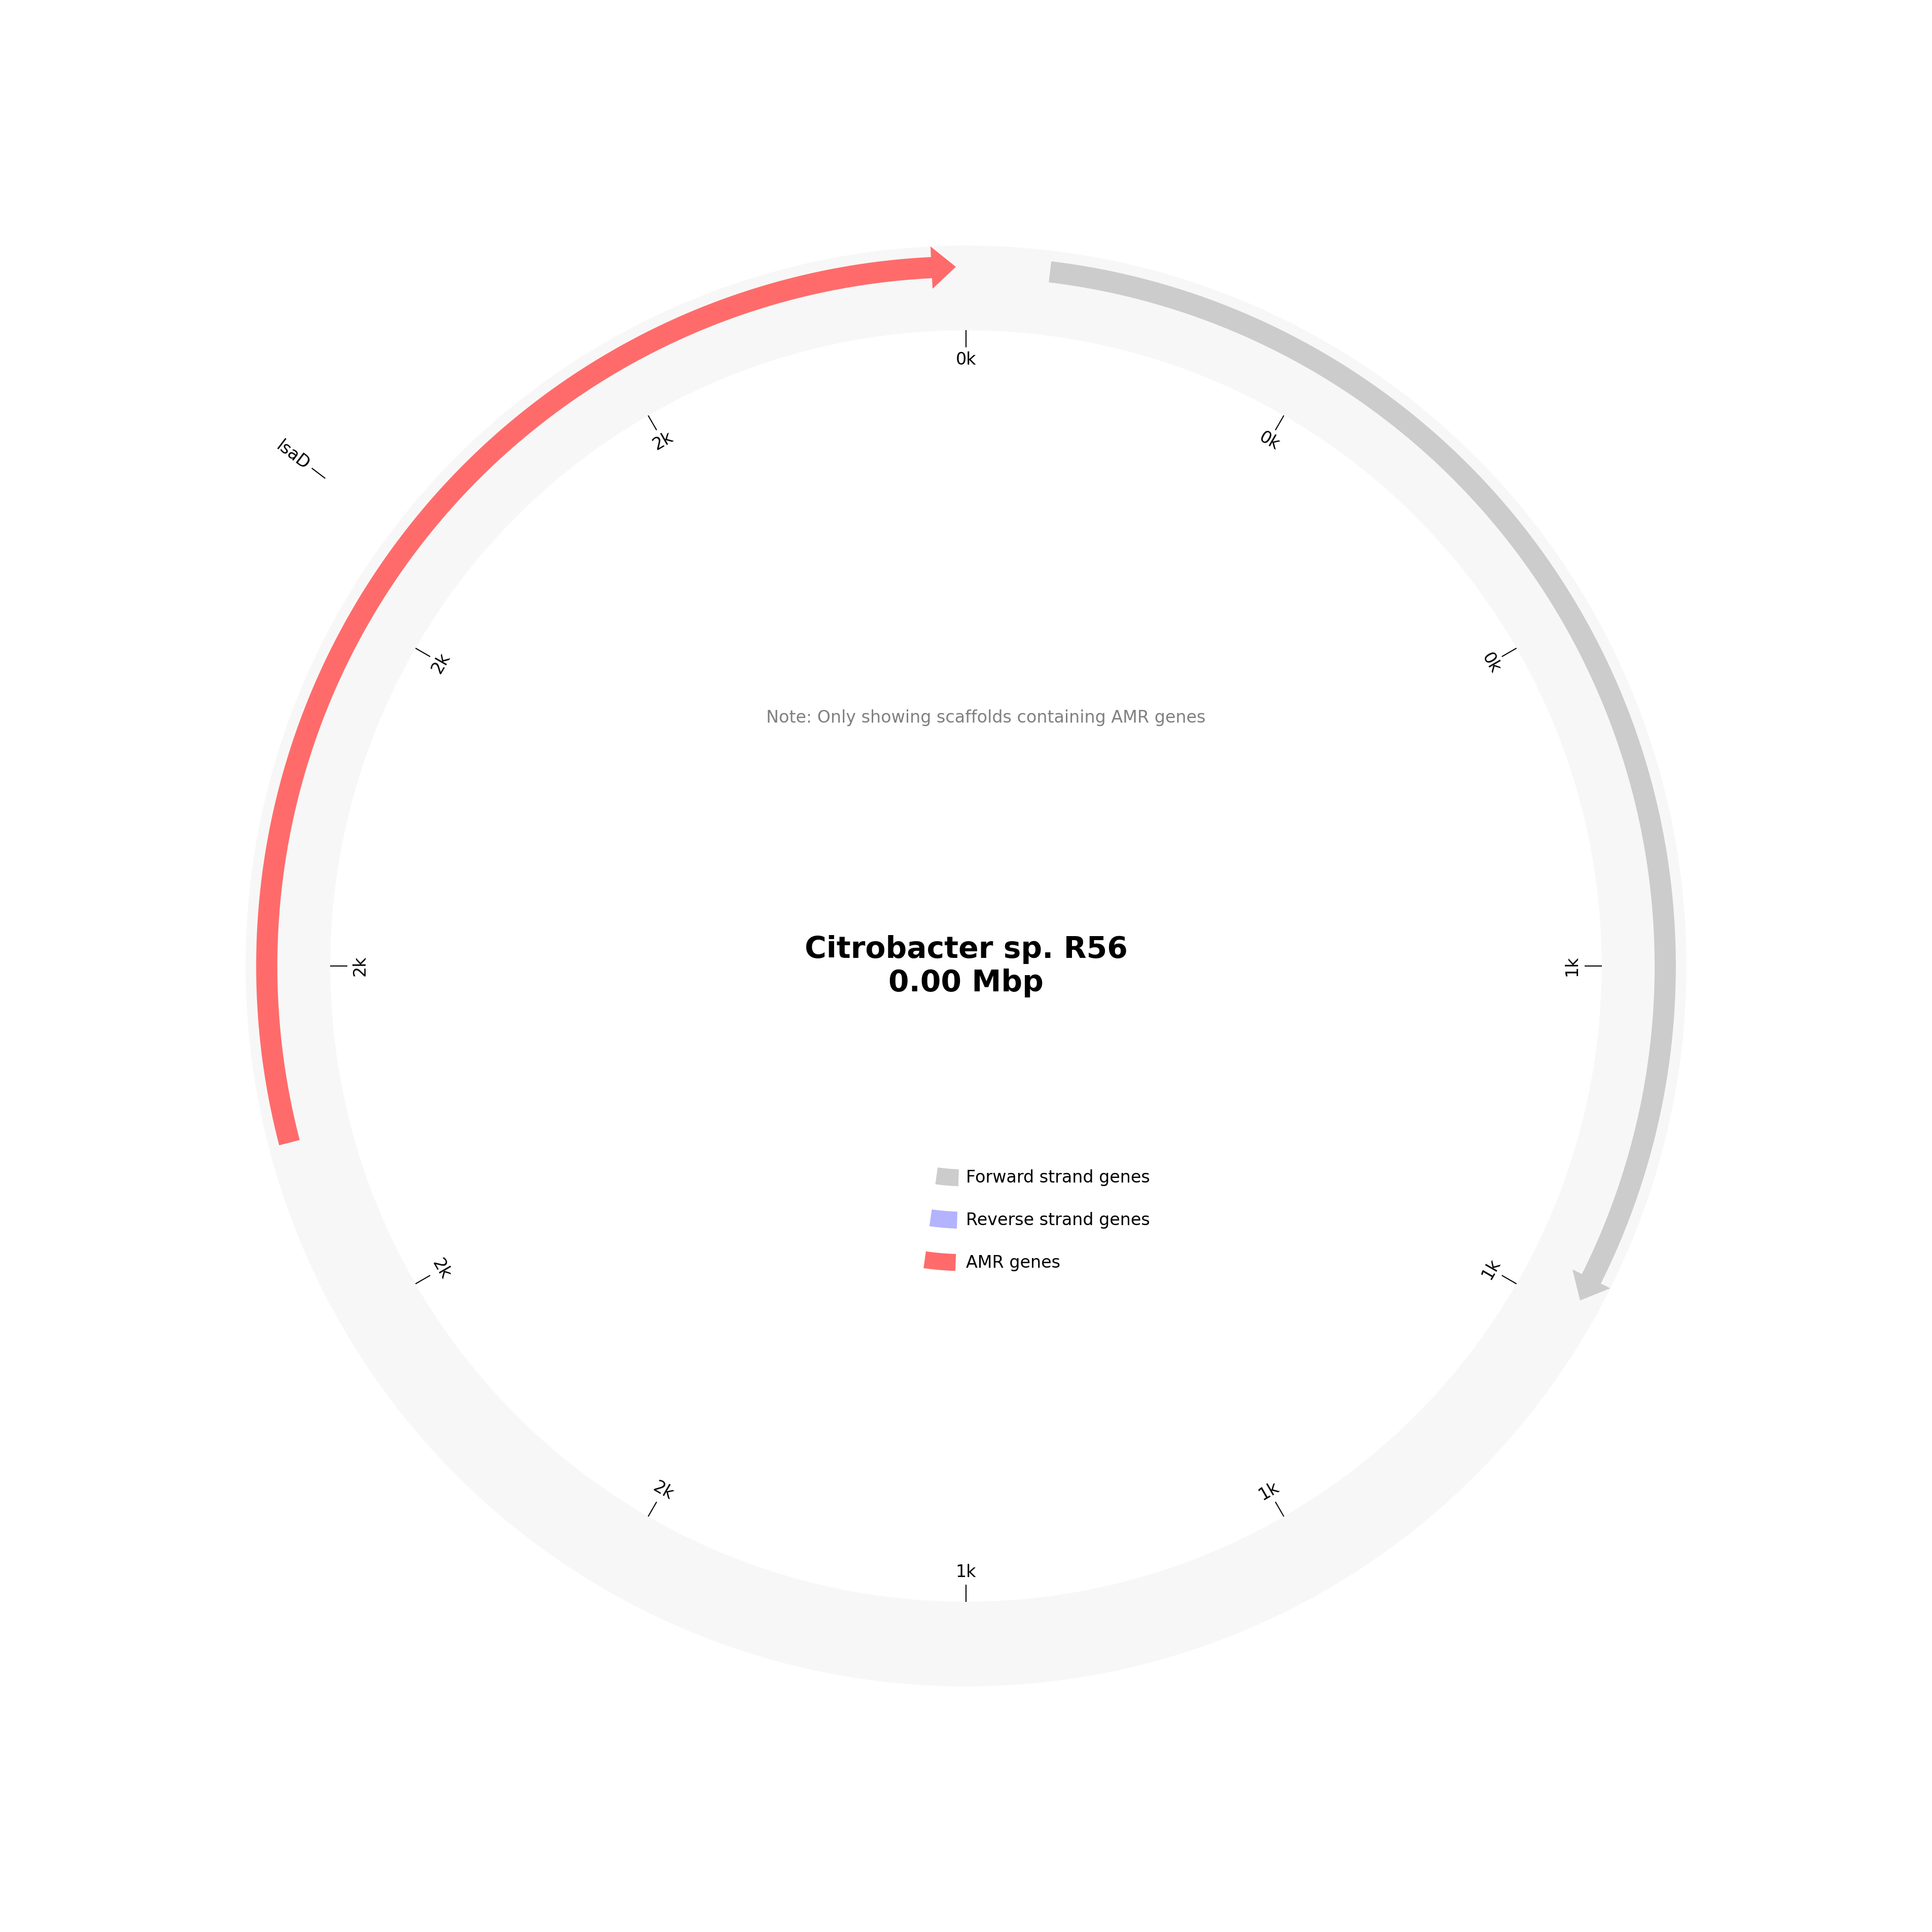 0k
2k
0k
lsaD
2k
0k
Note: Only showing scaffolds containing AMR genes
Citrobacter sp. R56
0.00 Mbp
2k
1k
Forward strand genes
Reverse strand genes
AMR genes
2k
1k
2k
1k
1k